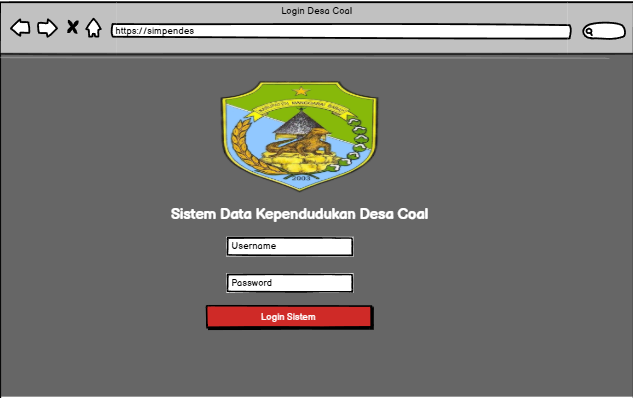 Login Desa Coal
https://simpendes
KABUPATEN MANGGARAI BARAT
2003
Sistem Data Kependudukan Desa Coal
Username
Password
Login Sistem